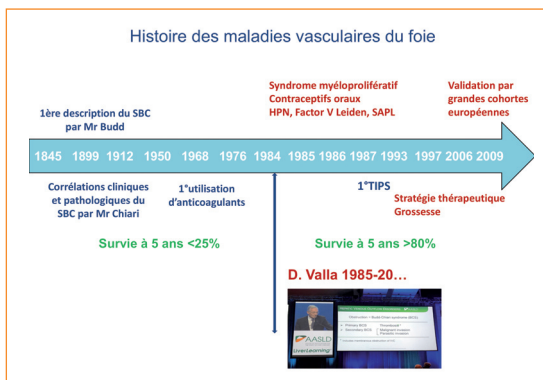 Histoire des maladies vasculaires du foie
Syndrome myéloprolifératif
Contraceptifs oraux
HPN, Factor V Leiden, SAPL
Validation par
grandes cohortes
européennes
1ère description du SBC
par Mr Budd
1845 1899 1912 1950 1968 1976 1984 1985 1986 1987 1993 1997 2006 2009
Corrélations cliniques
et pathologiques du
SBC par Mr Chiari
1°utilisation
d'anticoagulants
1°TIPS
Stratégie thérapeutique
Grossesse
Survie à 5 ans <25%
Survie à 5 ans >80%
D. Valla 1985-20…
AASLD
LiverLearning